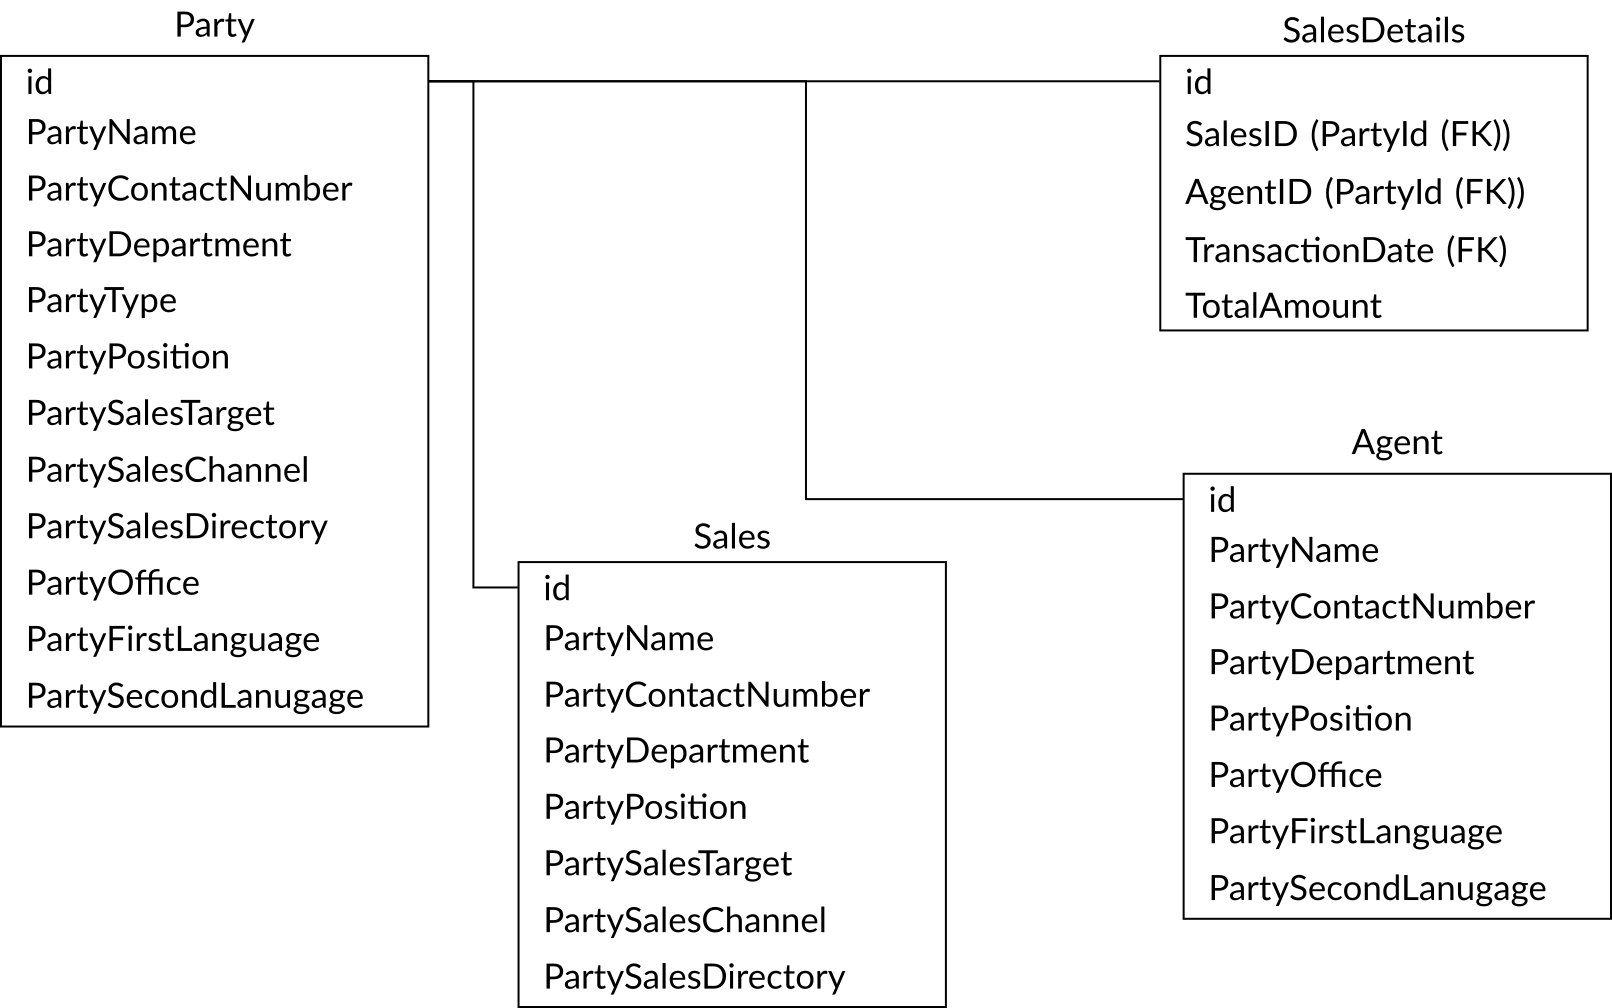 Party
id
PartyName
PartyContactNumber
PartyDepartment
PartyType
PartyPosition
PartySalesTarget
PartySalesChannel
PartySalesDirectory
PartyOffice
PartyFirstLanguage
PartySecondLanugage
SalesDetails
id
SalesID (PartyId (FK))
AgentID (PartyId (FK))
TransactionDate (FK)
TotalAmount
Sales
id
PartyName
PartyContactNumber
PartyDepartment
PartyPosition
PartySalesTarget
PartySalesChannel
PartySalesDirectory
Agent
id
PartyName
PartyContactNumber
PartyDepartment
PartyPosition
PartyOffice
PartyFirstLanguage
PartySecondLanugage